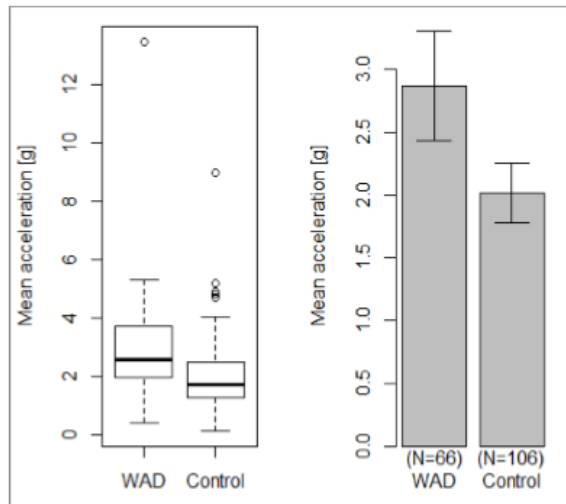 Mean acceleration [g]
12
10
8
6
4
2
0
WAD Control
Mean acceleration [g]
3.0
2.5
2.0
1.5
1.0
0.5
0.0
(N=66) (N=106)
WAD Control